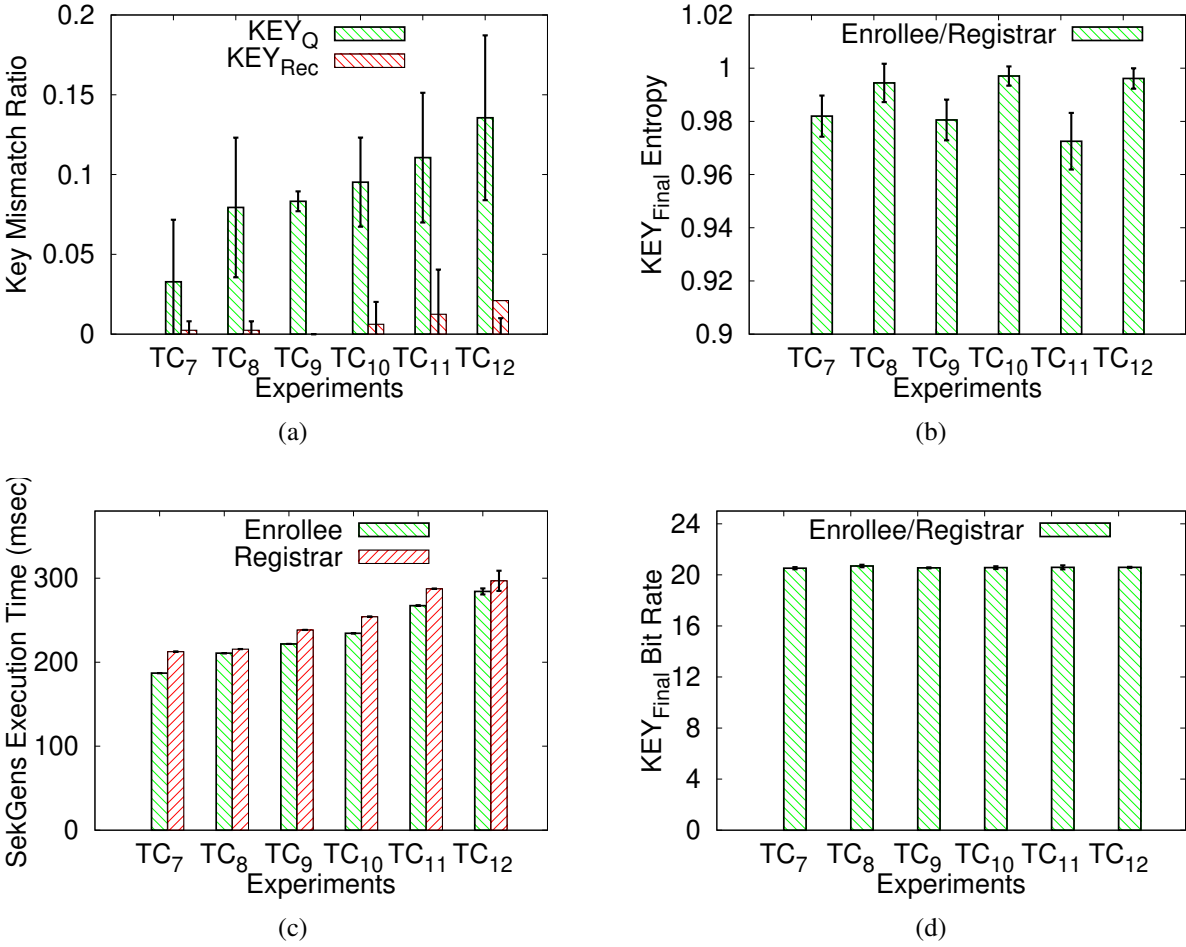 0.2
0.15
0.1
0.05
0
Key Mismatch Ratio
KEY_Q
KEY_Rec
TC_7 TC_8 TC_9 TC_10 TC_11 TC_12
Experiments
(a)
1.02
1
0.98
0.96
0.94
0.92
0.9
KEY_Final Entropy
Enrollee/Registrar
TC_7 TC_8 TC_9 TC_10 TC_11 TC_12
Experiments
(b)
300
200
100
0
SekGens Execution Time (msec)
Enrollee
Registrar
TC_7 TC_8 TC_9 TC_10 TC_11 TC_12
Experiments
(c)
24
20
16
12
8
4
0
KEY_Final Bit Rate
Enrollee/Registrar
TC_7 TC_8 TC_9 TC_10 TC_11 TC_12
Experiments
(d)